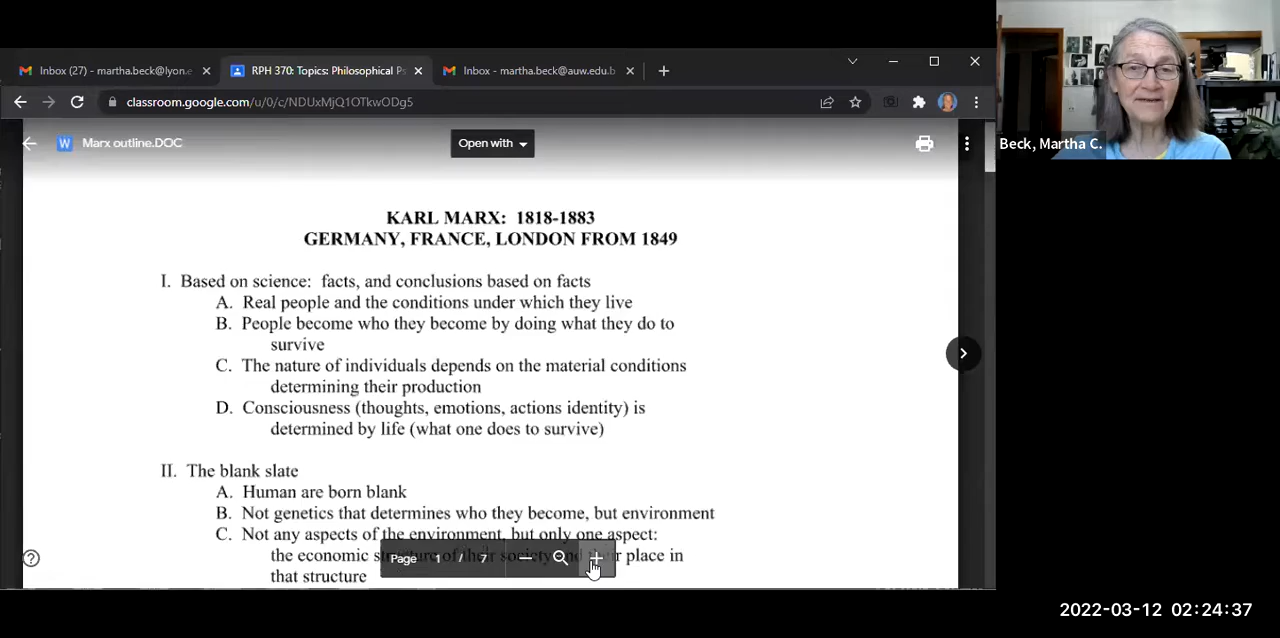 Inbox (27) - martha.beck@lyon.e
RPH 370: Topics: Philosophical Ps
Inbox - martha.beck@auw.edu.b
classroom.google.com/u/0/c/NDUxMjQ1OTkwODg5
Marx outline.DOC
Open with
Beck, Martha C.
KARL MARX: 1818-1883
GERMANY, FRANCE, LONDON FROM 1849
I. Based on science: facts, and conclusions based on facts
A. Real people and the conditions under which they live
B. People become who they become by doing what they do to
survive
C. The nature of individuals depends on the material conditions
determining their production
D. Consciousness (thoughts, emotions, actions identity) is
determined by life (what one does to survive)
II. The blank slate
A. Human are born blank
B. Not genetics that determines who they become, but environment
C. Not any aspects of the environment, but only one aspect:
the economic structure of their society and their place in
that structure
Page 1 / 7
2022-03-12 02:24:37